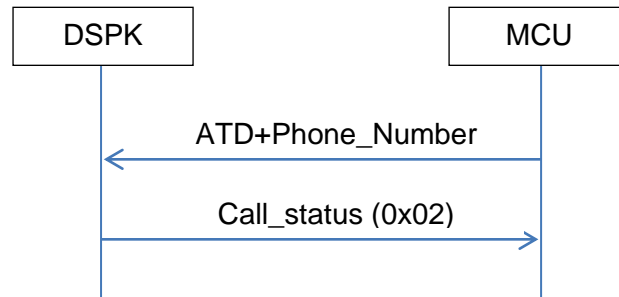 DSPK
MCU
ATD+Phone_Number
Call_status (0x02)